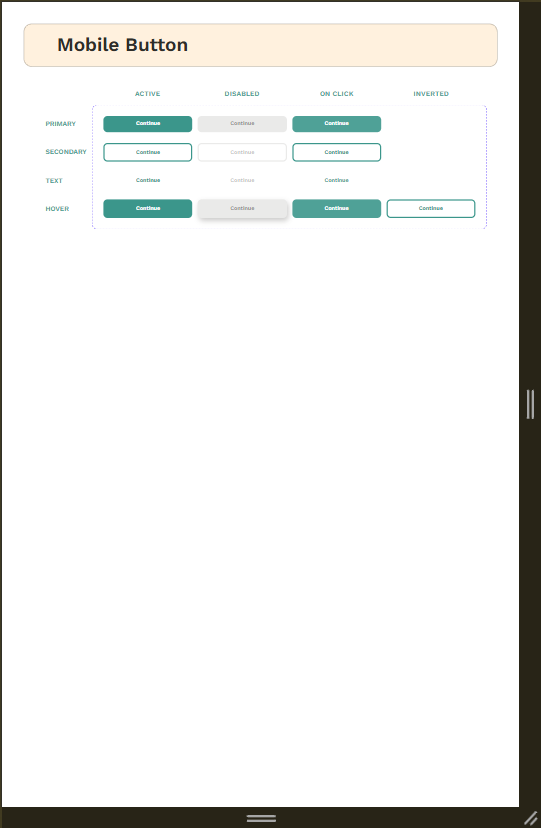 Mobile Button
ACTIVE DISABLED ON CLICK INVERTED
PRIMARY Continue Continue Continue
SECONDARY Continue Continue Continue
TEXT Continue Continue Continue
HOVER Continue Continue Continue Continue